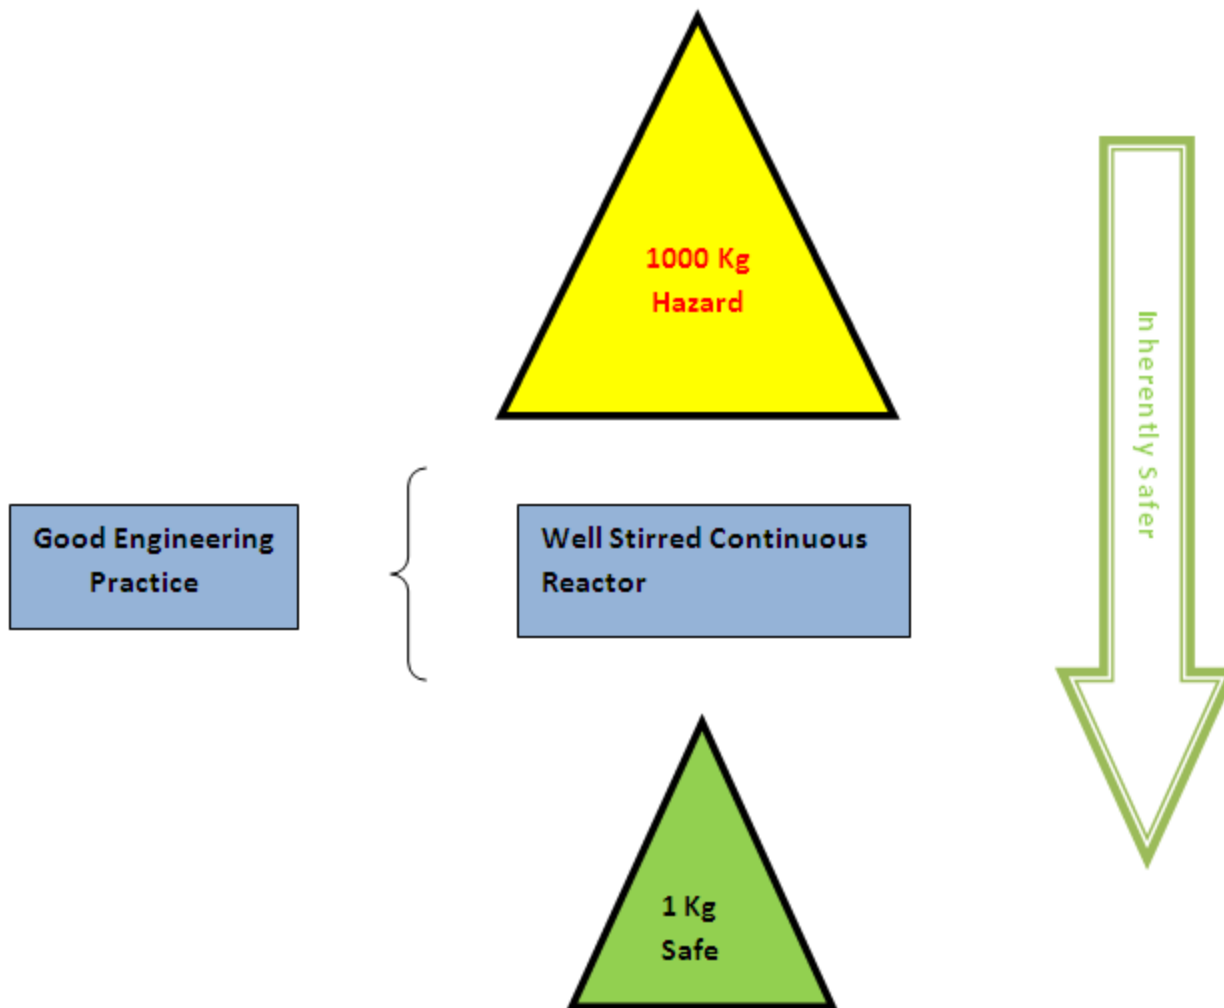 1000 Kg
Hazard
Inherently Safer
Good Engineering
Practice
Well Stirred Continuous
Reactor
1 Kg
Safe